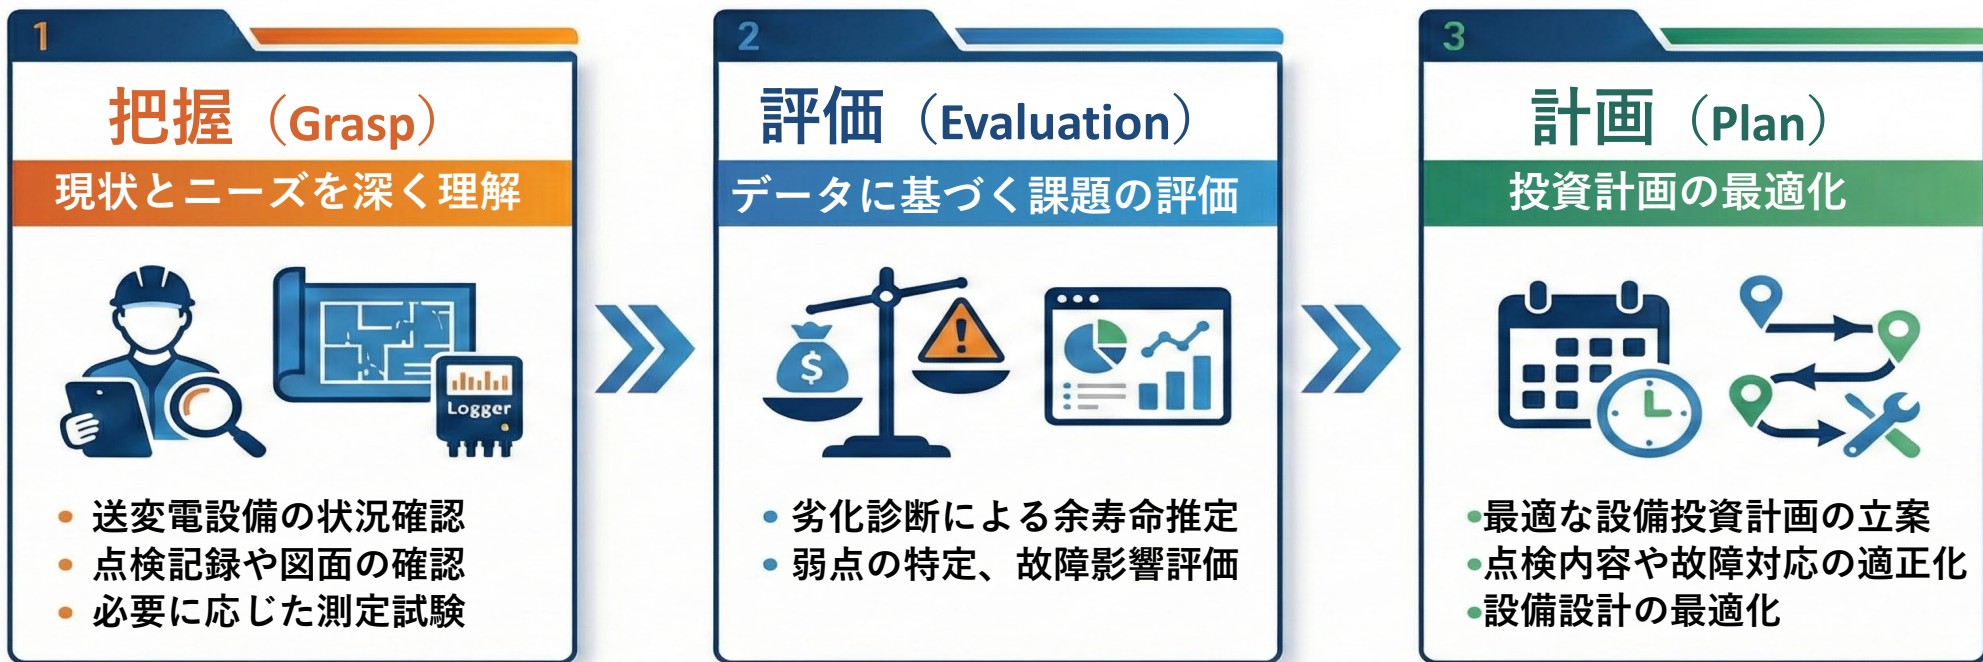 1
把握（Grasp）
現状とニーズを深く理解
Logger
• 送変電設備の状況確認
• 点検記録や図面の確認
• 必要に応じた測定試験
2
評価（Evaluation）
データに基づく課題の評価
$
!
• 劣化診断による余寿命推定
• 弱点の特定、故障影響評価
3
計画（Plan）
投資計画の最適化
•最適な設備投資計画の立案
•点検内容や故障対応の適正化
•設備設計の最適化